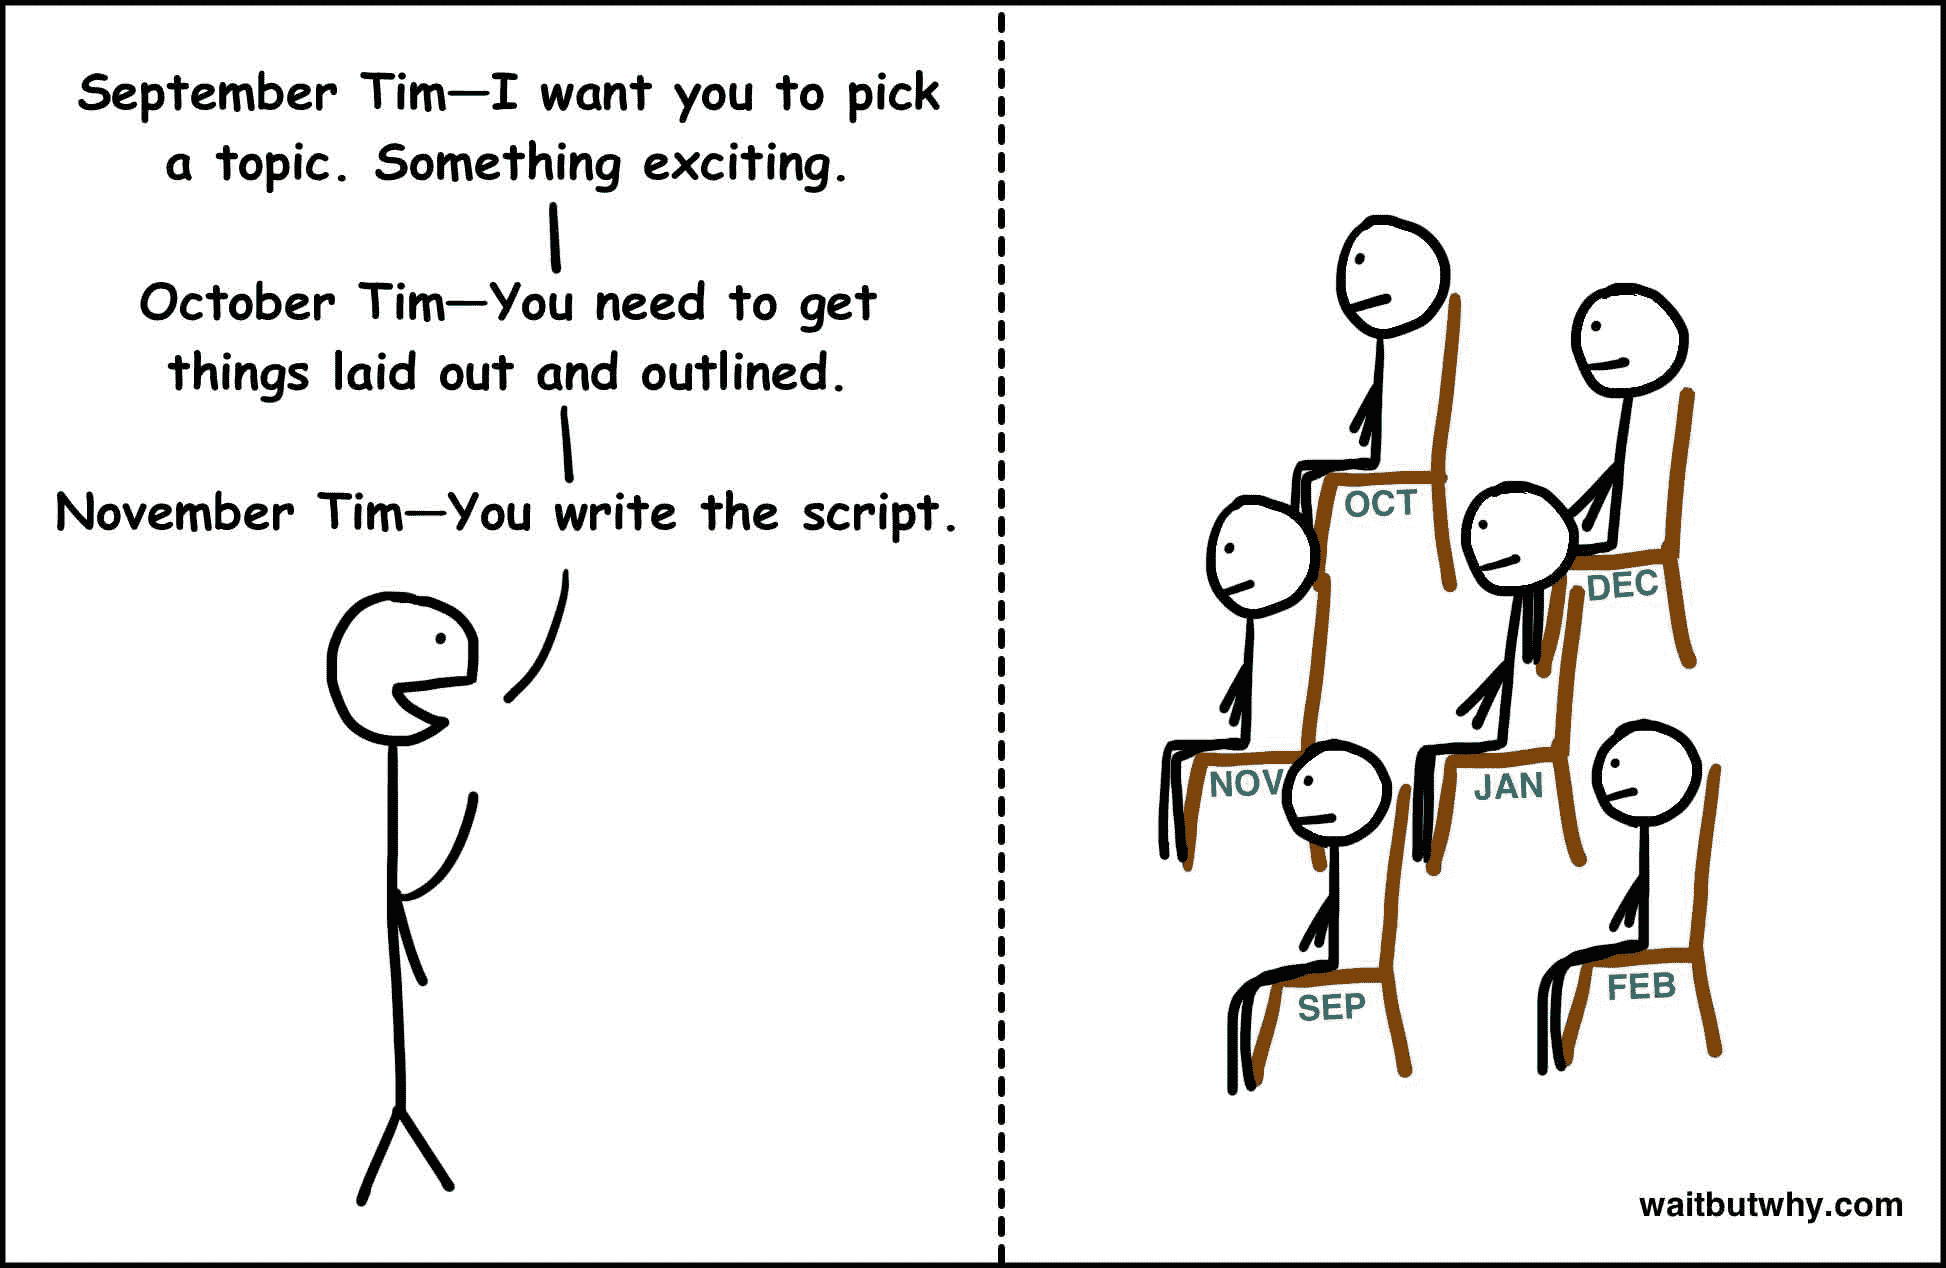 September Tim—I want you to pick
a topic. Something exciting.
October Tim—You need to get
things laid out and outlined.
November Tim—You write the script.
OCT
DEC
NOV
JAN
SEP
FEB
waitbutwhy.com